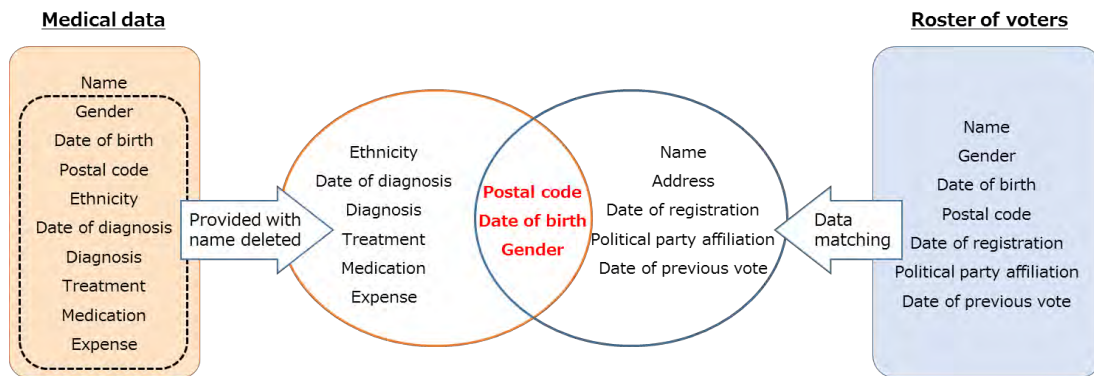 Medical data
Name
Gender
Date of birth
Postal code
Ethnicity
Date of diagnosis
Diagnosis
Treatment
Medication
Expense
Provided with
name deleted
Ethnicity
Date of diagnosis
Diagnosis
Treatment
Medication
Expense
Postal code
Date of birth
Gender
Name
Address
Date of registration
Political party affiliation
Date of previous vote
Data
matching
Roster of voters
Name
Gender
Date of birth
Postal code
Date of registration
Political party affiliation
Date of previous vote